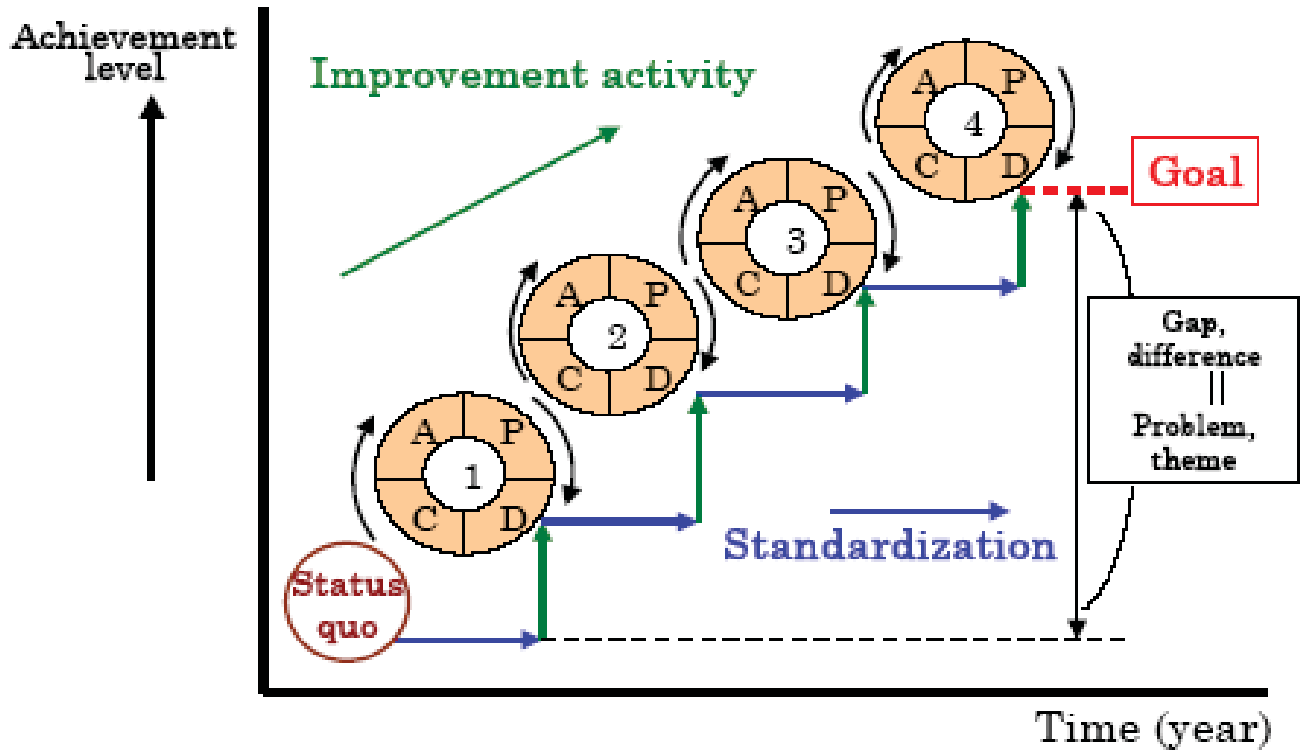 Achievement
level
Improvement activity
A P
4
C D
Goal
A P
3
C D
A P
2
C D
Gap,
difference
||
Problem,
theme
A P
1
C D
Standardization
Status
quo
Time (year)